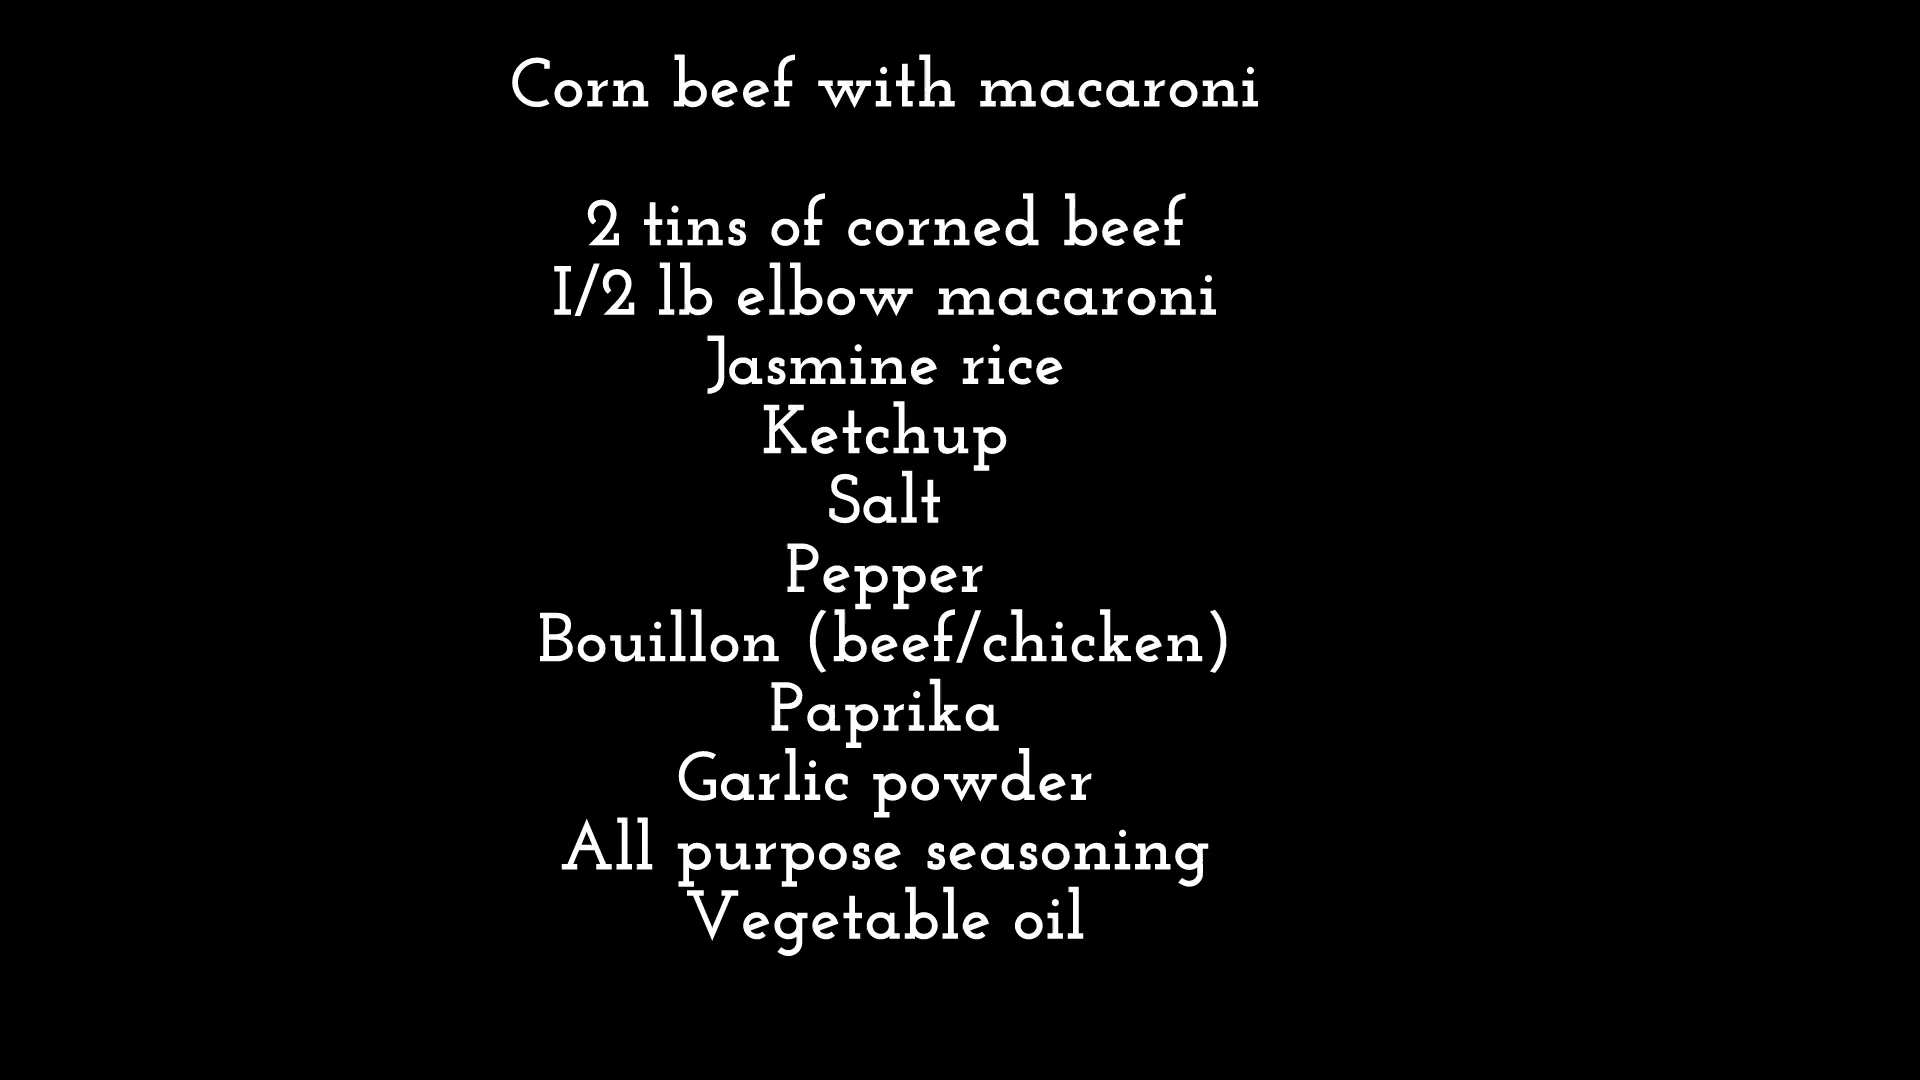 Corn beef with macaroni
2 tins of corned beef
1/2 lb elbow macaroni
Jasmine rice
Ketchup
Salt
Pepper
Bouillon (beef/chicken)
Paprika
Garlic powder
All purpose seasoning
Vegetable oil